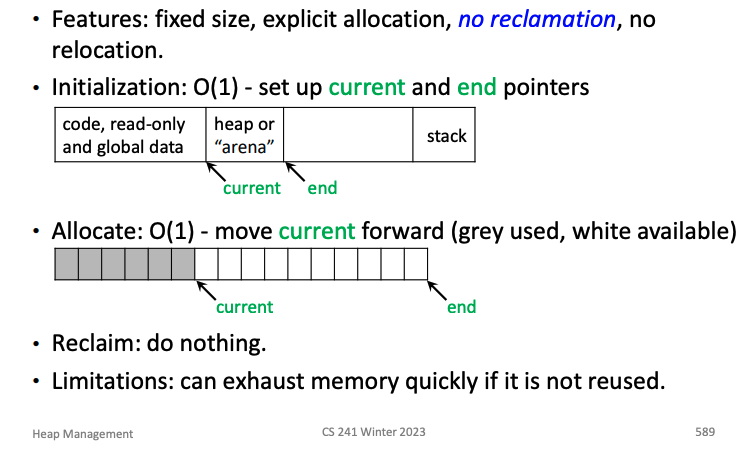 • Features: fixed size, explicit allocation, no reclamation, no
relocation.
• Initialization: O(1) - set up current and end pointers
code, read-only
and global data
heap or
“arena”
stack
current
end
• Allocate: O(1) - move current forward (grey used, white available)
current
end
• Reclaim: do nothing.
• Limitations: can exhaust memory quickly if it is not reused.
Heap Management
CS 241 Winter 2023
589